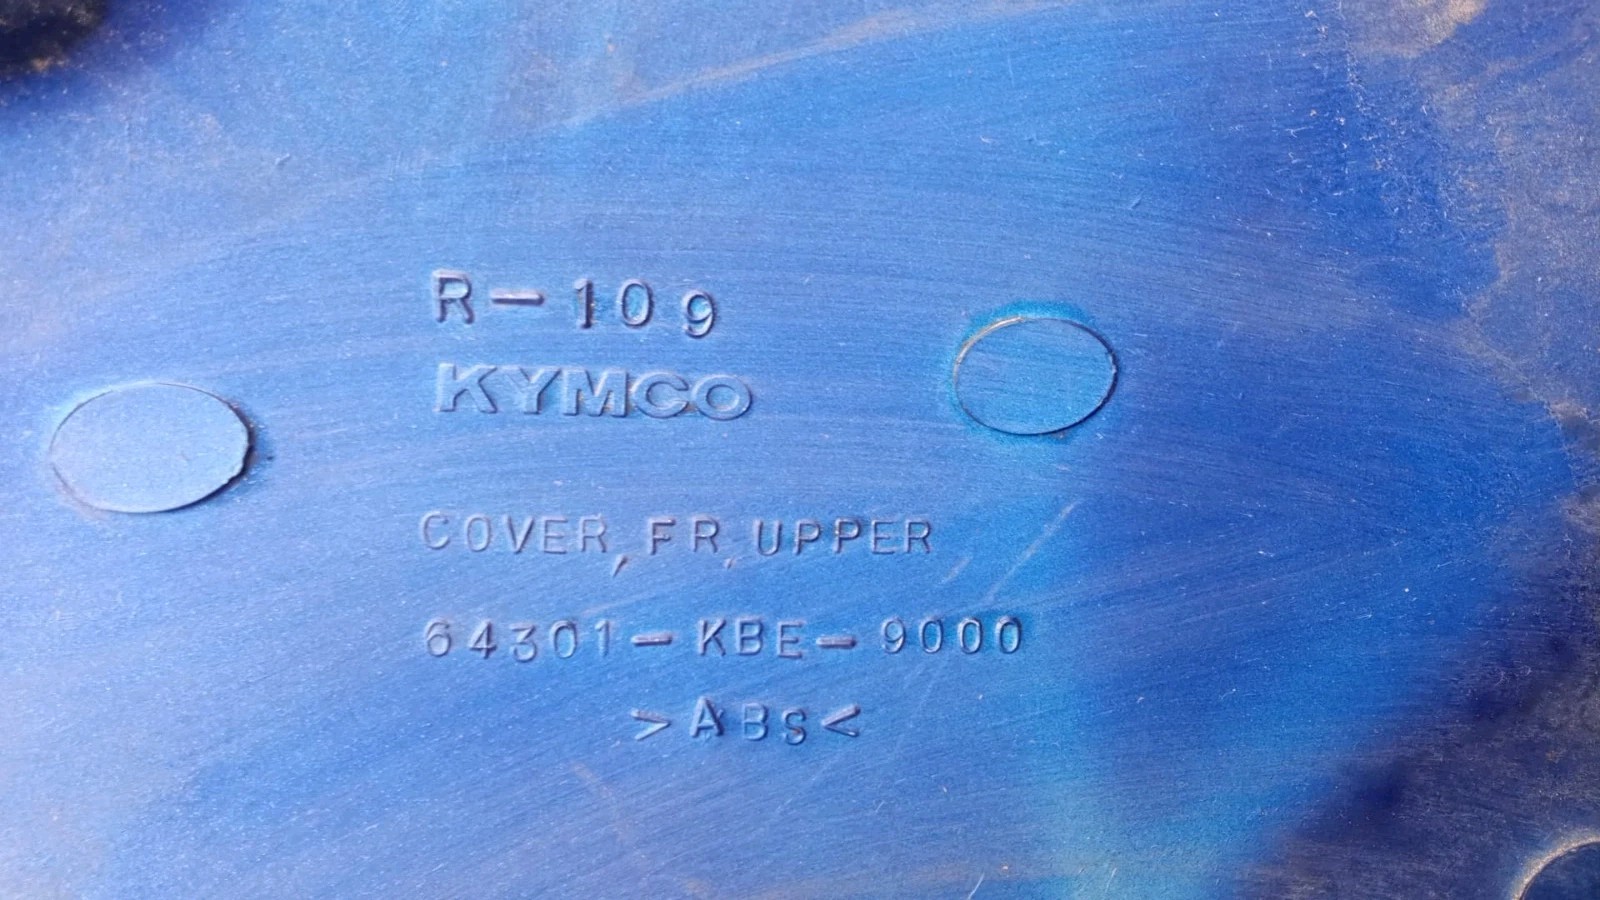 R-109
KYMCO
COVER, FR, UPPER
64301-KBE-9000
>ABS<